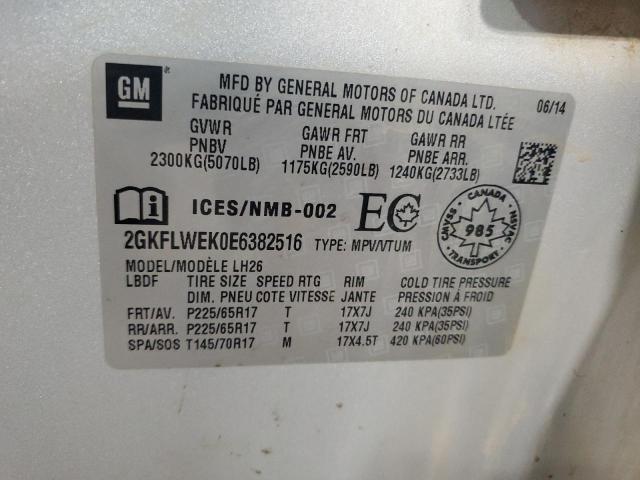 GM
MFD BY GENERAL MOTORS OF CANADA LTD.
06/14
FABRIQUÉ PAR GENERAL MOTORS DU CANADA LTÉE
GVWR GAWR FRT GAWR RR
PNBV PNBE AV. PNBE ARR.
2300KG(5070LB) 1175KG(2590LB) 1240KG(2733LB)
ICES/NMB-002 EC
CANADA
CMVSS 985 NSVAC
TRANSPORT
2GKFLWEK0E6382516 TYPE: MPV/VTUM
MODEL/MODÈLE LH26
LBDF TIRE SIZE SPEED RTG RIM COLD TIRE PRESSURE
DIM. PNEU COTE VITESSE JANTE PRESSION À FROID
FRT/AV. P225/65R17 T 17X7J 240 KPA(35PSI)
RR/ARR. P225/65R17 T 17X7J 240 KPA(35PSI)
SPA/SOS T145/70R17 M 17X4.5T 420 KPA(60PSI)